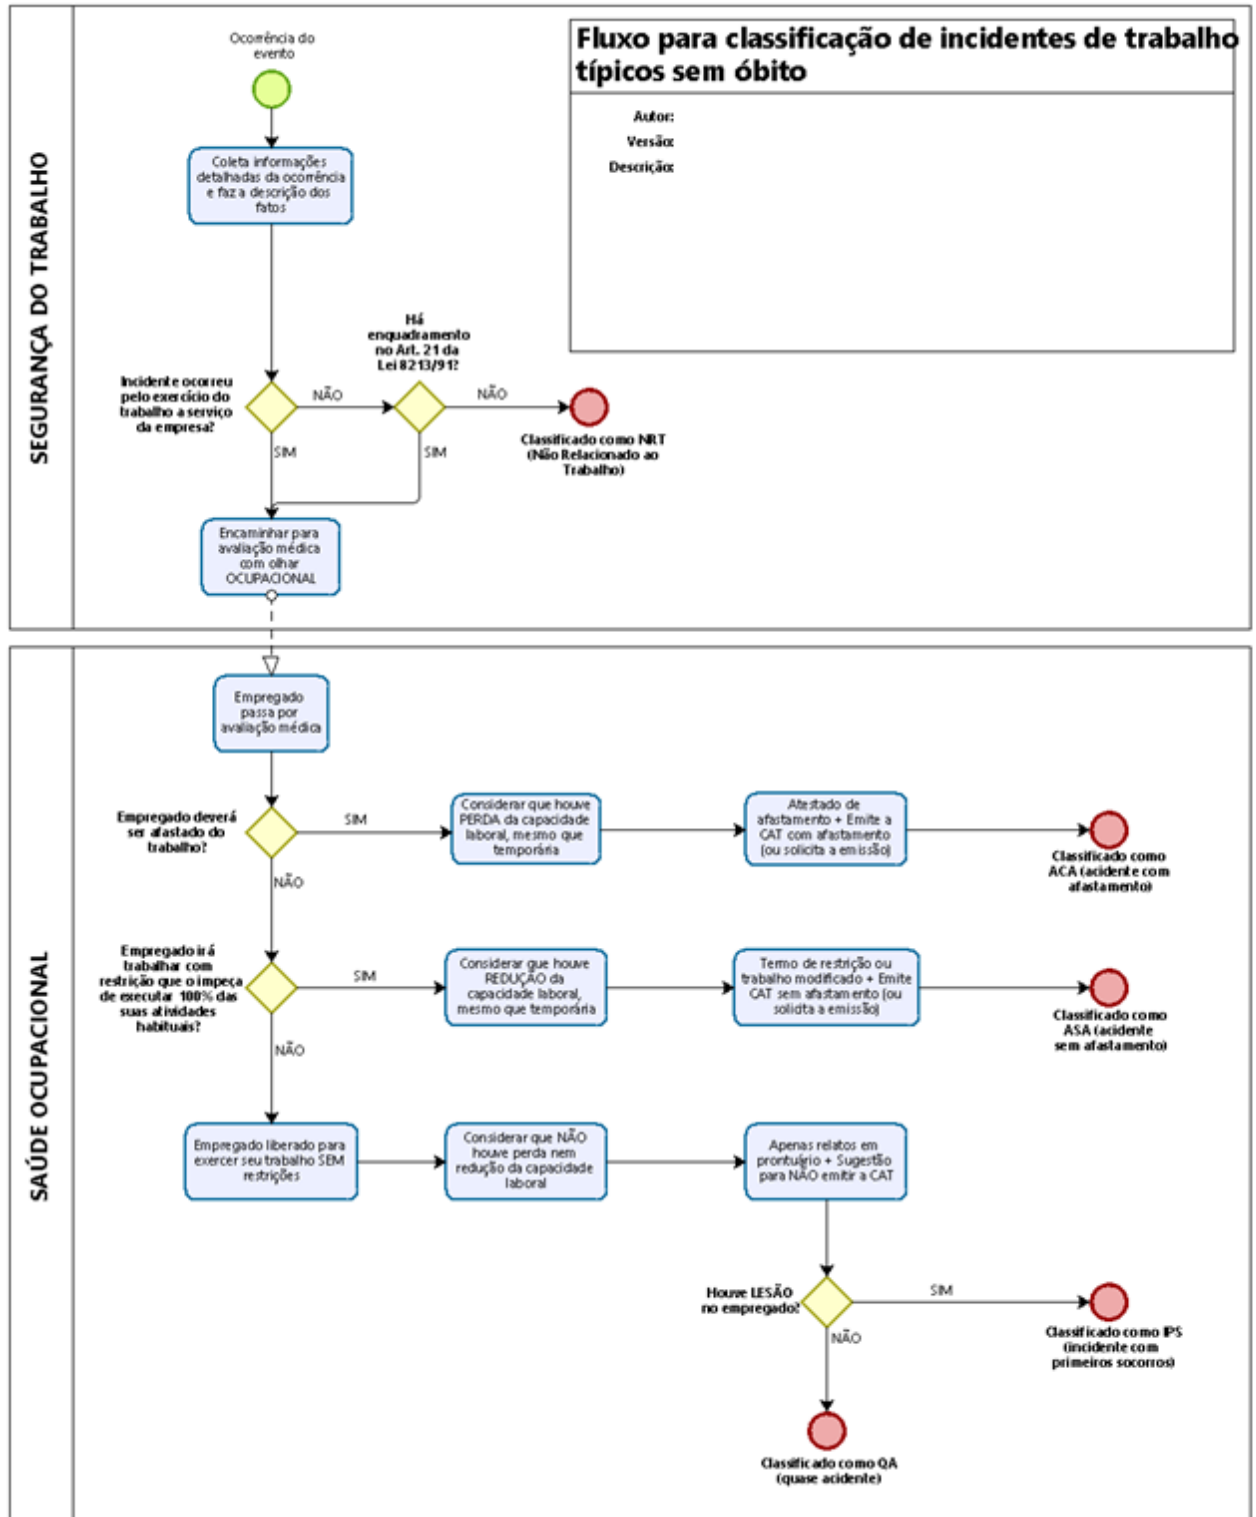 Fluxo para classificação de incidentes de trabalho
típicos sem óbito
Autor:
Versão:
Descrição:
SEGURANÇA DO TRABALHO
Ocorrência do
evento
Coleta informações
detalhadas da ocorrência
e faz a descrição dos
fatos
Incidente ocorreu
pelo exercício do
trabalho a serviço
da empresa?
NÃO
SIM
Há
enquadramento
no Art. 21 da
Lei 8213/91?
NÃO
SIM
Classificado como NRT
(Não Relacionado ao
Trabalho)
Encaminhar para
avaliação médica
com olhar
OCUPACIONAL
SAÚDE OCUPACIONAL
Empregado
passa por
avaliação médica
Empregado deverá
ser afastado do
trabalho?
SIM
NÃO
Considerar que houve
PERDA da capacidade
laboral, mesmo que
temporária
Atestado de
afastamento + Emite a
CAT com afastamento
(ou solicita a emissão)
Classificado como
ACA (acidente com
afastamento)
Empregado irá
trabalhar com
restrição que o impeça
de executar 100% das
suas atividades
habituais?
SIM
NÃO
Considerar que houve
REDUÇÃO da
capacidade laboral,
mesmo que temporária
Termo de restrição ou
trabalho modificado + Emite
CAT sem afastamento (ou
solicita a emissão)
Classificado como
ASA (acidente
sem afastamento)
Empregado liberado para
exercer seu trabalho SEM
restrições
Considerar que NÃO
houve perda nem
redução da capacidade
laboral
Apenas relatos em
prontuário + Sugestão
para NÃO emitir a CAT
Houve LESÃO
no empregado?
SIM
NÃO
Classificado como IPS
(incidente com
primeiros socorros)
Classificado como QA
(quase acidente)